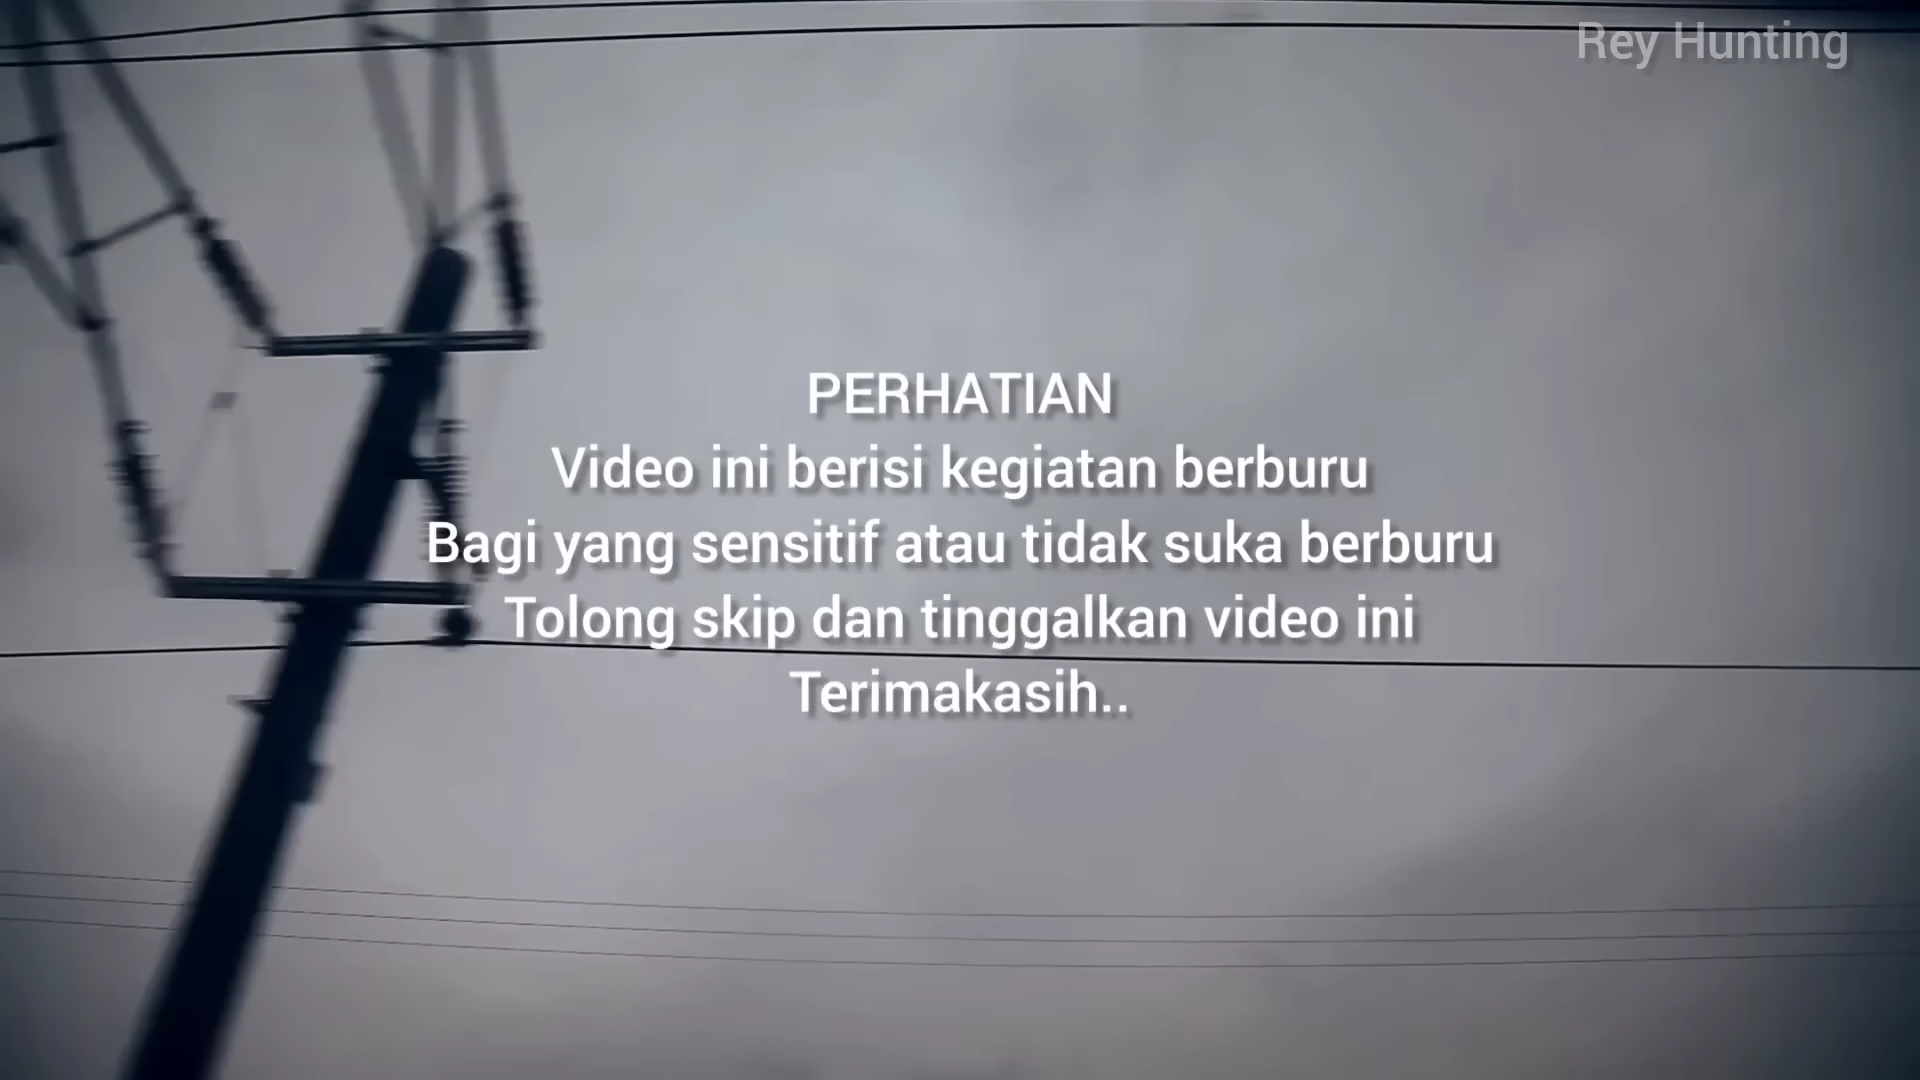 Rey Hunting
PERHATIAN
Video ini berisi kegiatan berburu
Bagi yang sensitif atau tidak suka berburu
Tolong skip dan tinggalkan video ini
Terimakasih..